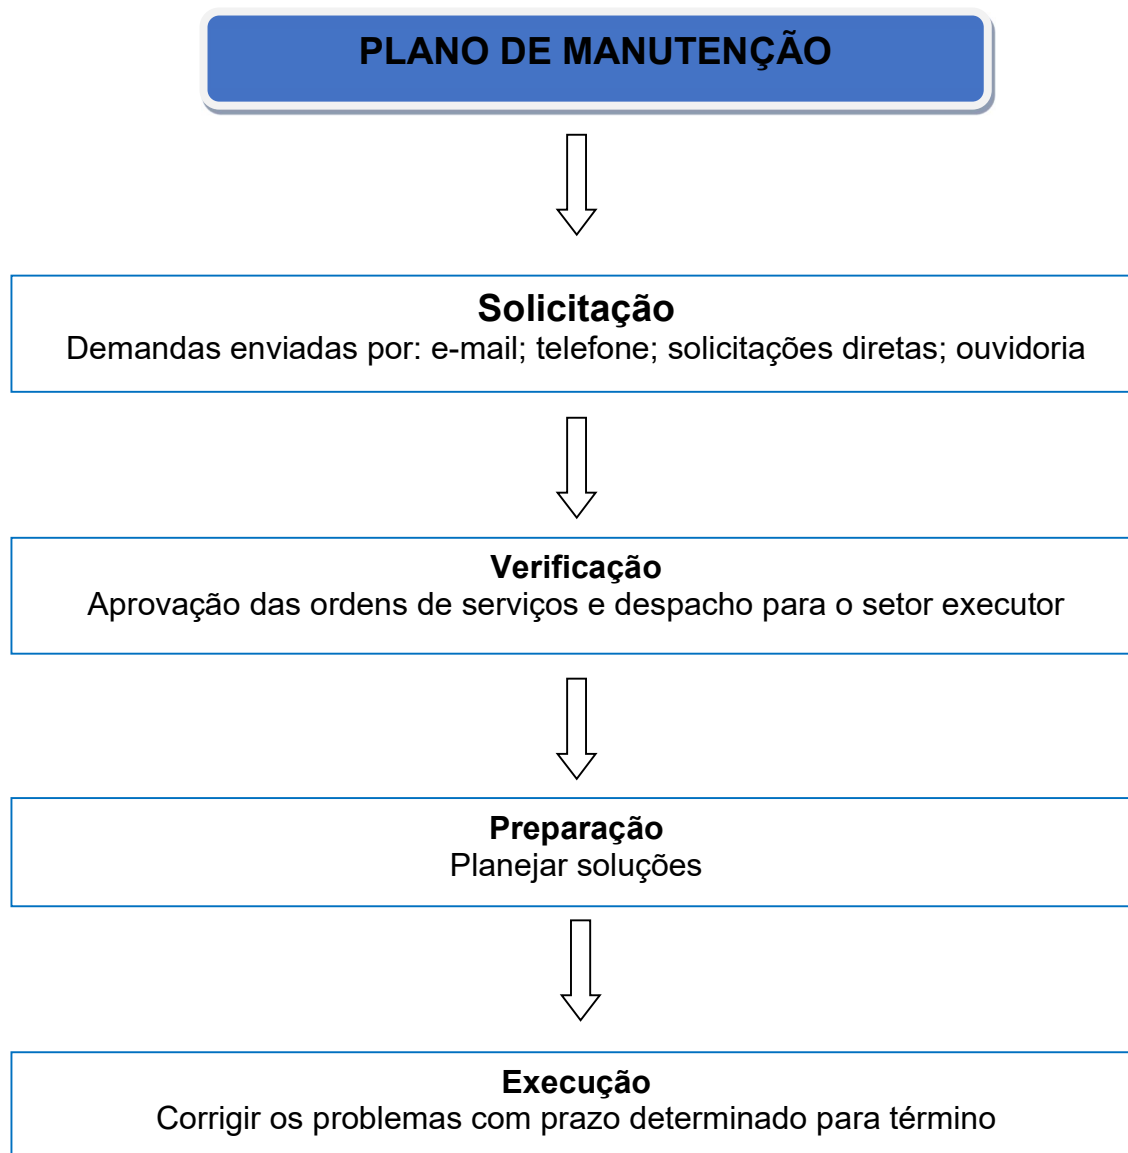 PLANO DE MANUTENÇÃO
Solicitação
Demandas enviadas por: e-mail; telefone; solicitações diretas; ouvidoria
Verificação
Aprovação das ordens de serviços e despacho para o setor executor
Preparação
Planejar soluções
Execução
Corrigir os problemas com prazo determinado para término